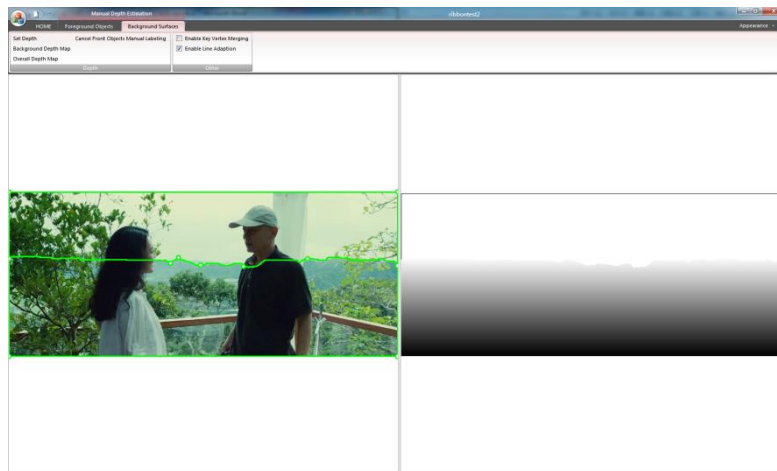 Manual Depth Estimation
ribbontest2
HOME
Foreground Objects
Background Surfaces
Appearance
Set Depth
Cancel Front Objects Manual Labeling
Enable Key Vertex Merging
Background Depth Map
Enable Line Adaption
Overall Depth Map
Depth
Other